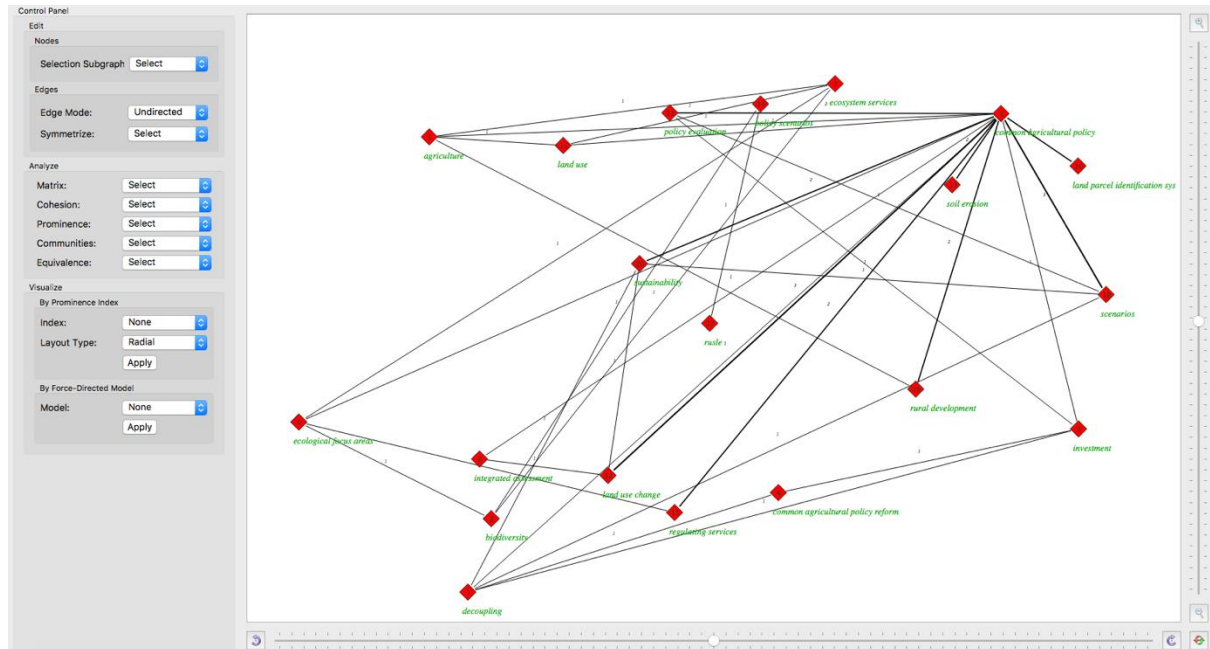 Control Panel
Edit
Nodes
Selection Subgraph Select
Edges
Edge Mode: Undirected
Symmetrize: Select
Analyze
Matrix: Select
Cohesion: Select
Prominence: Select
Communities: Select
Equivalence: Select
Visualize
By Prominence Index
Index: None
Layout Type: Radial
Apply
By Force-Directed Model
Model: None
Apply
ecosystem services
policy scenarios
policy evaluation
common Agricultural policy
agriculture
land use
land parcel identification sys
soil erosion
sustainability
scenarios
rusle
rural development
investment
ecological focus areas
integrated assessment
land use change
common agricultural policy reform
regulating services
biodiversity
decoupling